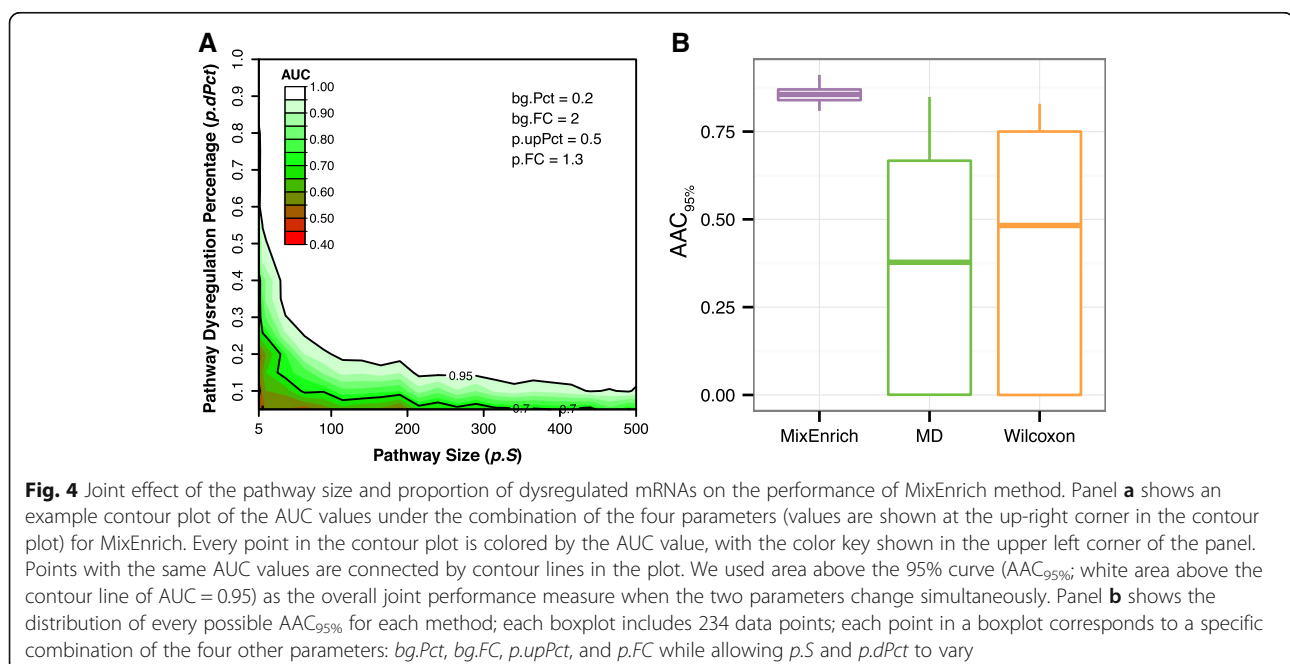 A
AUC
1.00
0.90
0.80
0.70
0.60
0.50
0.40
bg.Pct = 0.2
bg.FC = 2
p.upPct = 0.5
p.FC = 1.3
0.95
0.7
0.7
Pathway Dysregulation Percentage (p.dPct)
1.0
0.9
0.8
0.7
0.6
0.5
0.4
0.3
0.2
0.1
5 100 200 300 400 500
Pathway Size (p.S)
B
AAC95%
0.75
0.50
0.25
0.00
MixEnrich MD Wilcoxon
Fig. 4 Joint effect of the pathway size and proportion of dysregulated mRNAs on the performance of MixEnrich method. Panel a shows an
example contour plot of the AUC values under the combination of the four parameters (values are shown at the up-right corner in the contour
plot) for MixEnrich. Every point in the contour plot is colored by the AUC value, with the color key shown in the upper left corner of the panel.
Points with the same AUC values are connected by contour lines in the plot. We used area above the 95% curve (AAC95%; white area above the
contour line of AUC = 0.95) as the overall joint performance measure when the two parameters change simultaneously. Panel b shows the
distribution of every possible AAC95% for each method; each boxplot includes 234 data points; each point in a boxplot corresponds to a specific
combination of the four other parameters: bg.Pct, bg.FC, p.upPct, and p.FC while allowing p.S and p.dPct to vary